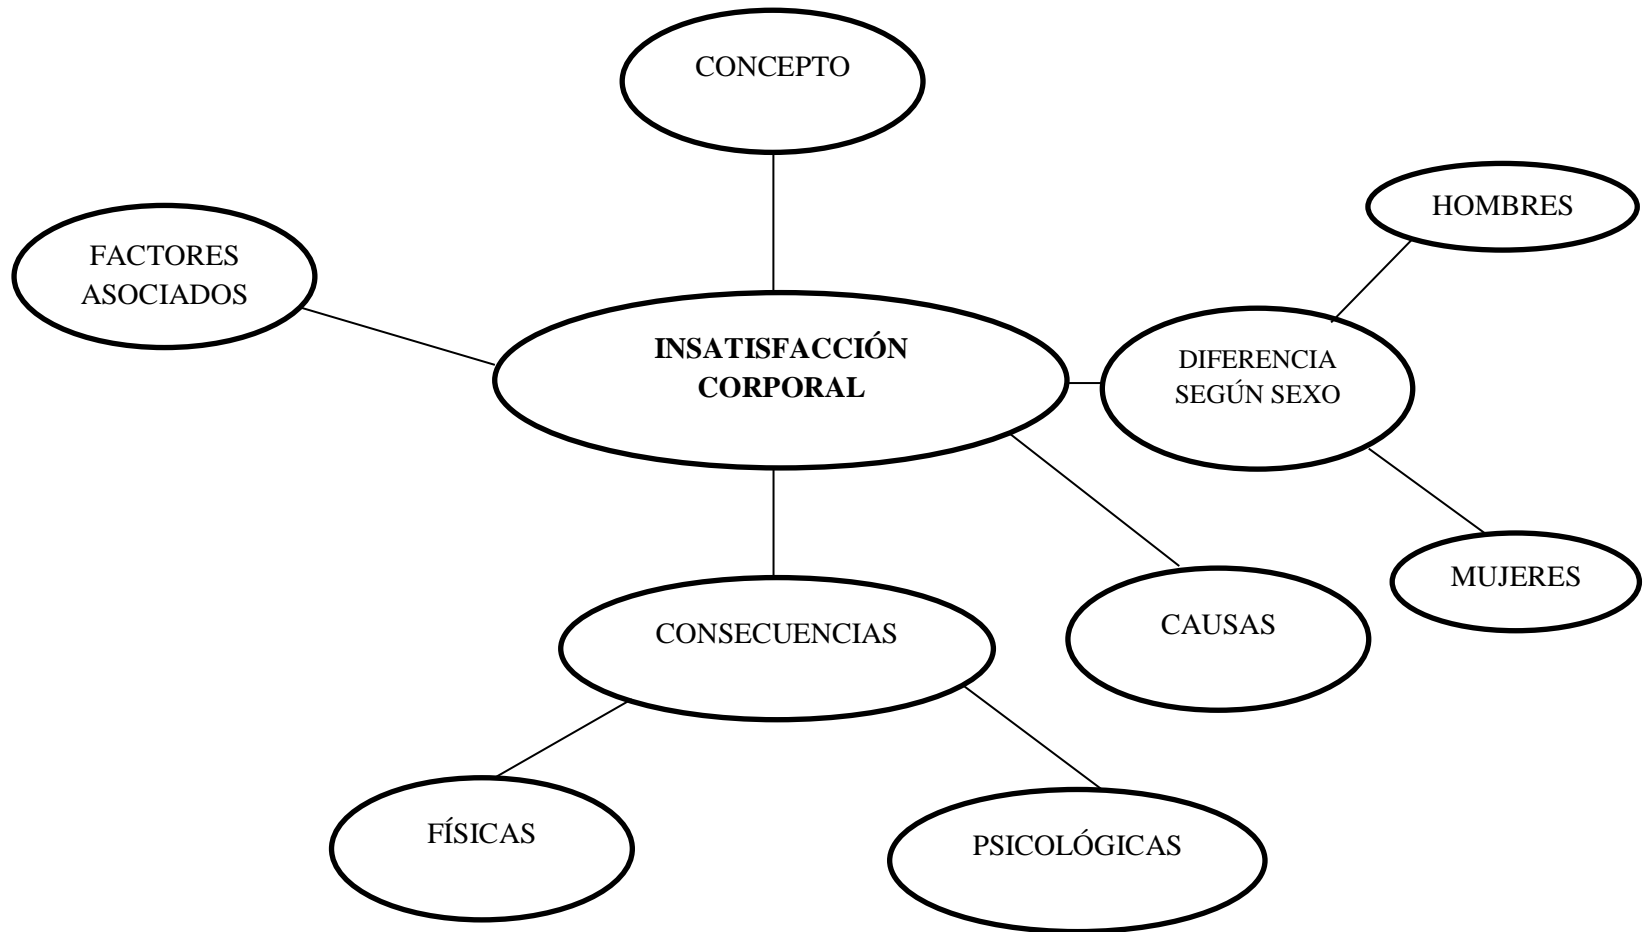 CONCEPTO
HOMBRES
FACTORES
ASOCIADOS
INSATISFACCIÓN
CORPORAL
DIFERENCIA
SEGÚN SEXO
MUJERES
CONSECUENCIAS
CAUSAS
FÍSICAS
PSICOLÓGICAS